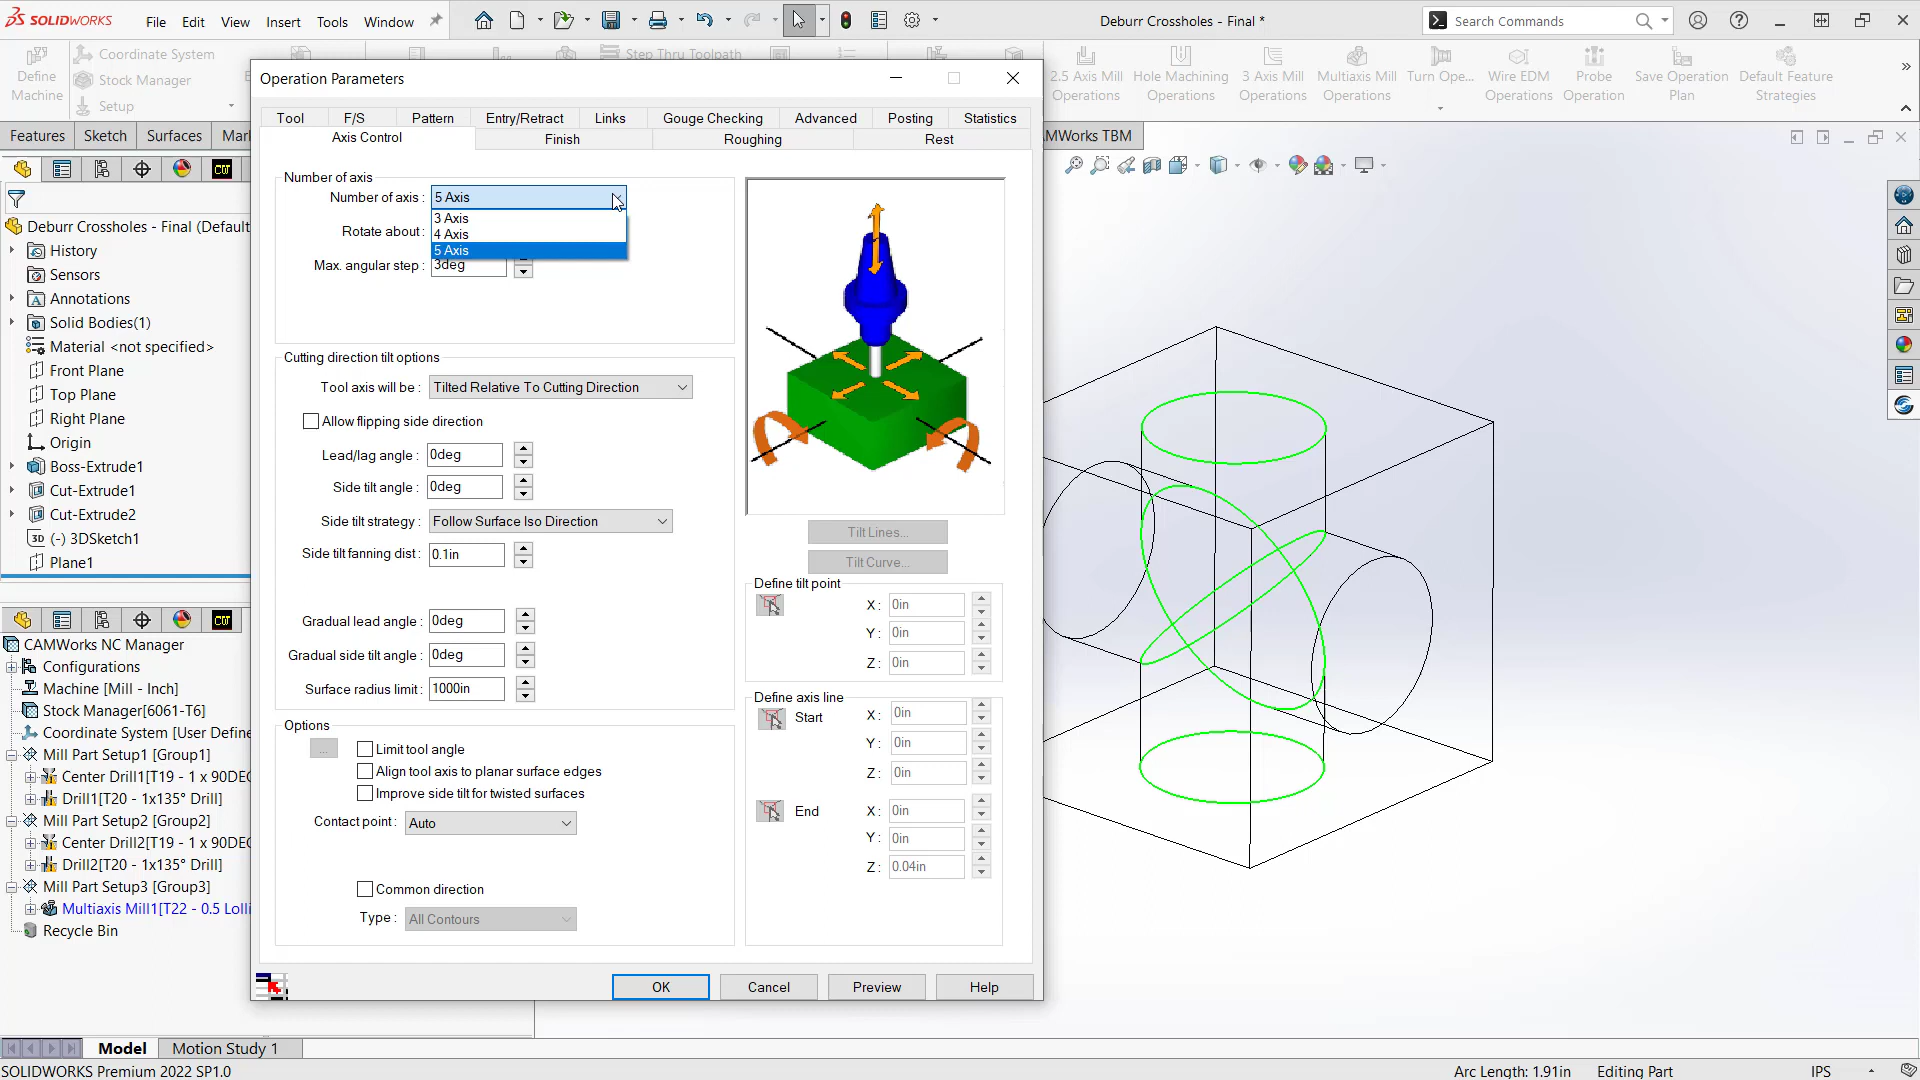 SOLIDWORKS
File
Edit
View
Insert
Tools
Window
Deburr Crossholes - Final *
Search Commands
Define Machine
Coordinate System
Stock Manager
Setup
Step Thru Toolpath
2.5 Axis Mill Operations
Hole Machining Operations
3 Axis Mill Operations
Multiaxis Mill Operations
Turn Ope...
Wire EDM Operations
Probe Operation
Save Operation Plan
Default Feature Strategies
Features
Sketch
Surfaces
Mar
AMWorks TBM
Deburr Crossholes - Final (Default
History
Sensors
Annotations
Solid Bodies(1)
Material <not specified>
Front Plane
Top Plane
Right Plane
Origin
Boss-Extrude1
Cut-Extrude1
Cut-Extrude2
3D (-) 3DSketch1
Plane1
CAMWorks NC Manager
Configurations
Machine [Mill - Inch]
Stock Manager[6061-T6]
Coordinate System [User Define
Mill Part Setup1 [Group1]
Center Drill1[T19 - 1 x 90DEG
Drill1[T20 - 1x135° Drill]
Mill Part Setup2 [Group2]
Center Drill2[T19 - 1 x 90DEG
Drill2[T20 - 1x135° Drill]
Mill Part Setup3 [Group3]
Multiaxis Mill1[T22 - 0.5 Lolli
Recycle Bin
Operation Parameters
Tool
F/S
Pattern
Entry/Retract
Links
Gouge Checking
Advanced
Posting
Statistics
Axis Control
Finish
Roughing
Rest
Number of axis
Number of axis :
5 Axis
3 Axis
4 Axis
5 Axis
Rotate about :
Max. angular step :
3deg
Cutting direction tilt options
Tool axis will be :
Tilted Relative To Cutting Direction
Allow flipping side direction
Lead/lag angle :
0deg
Side tilt angle :
0deg
Side tilt strategy :
Follow Surface Iso Direction
Side tilt fanning dist :
0.1in
Gradual lead angle :
0deg
Gradual side tilt angle :
0deg
Surface radius limit :
1000in
Options
...
Limit tool angle
Align tool axis to planar surface edges
Improve side tilt for twisted surfaces
Contact point :
Auto
Common direction
Type :
All Contours
Tilt Lines...
Tilt Curve...
Define tilt point
X :
0in
Y :
0in
Z :
0in
Define axis line
Start
X :
0in
Y :
0in
Z :
0in
End
X :
0in
Y :
0in
Z :
0.04in
OK
Cancel
Preview
Help
Model
Motion Study 1
SOLIDWORKS Premium 2022 SP1.0
Arc Length: 1.91in
Editing Part
IPS